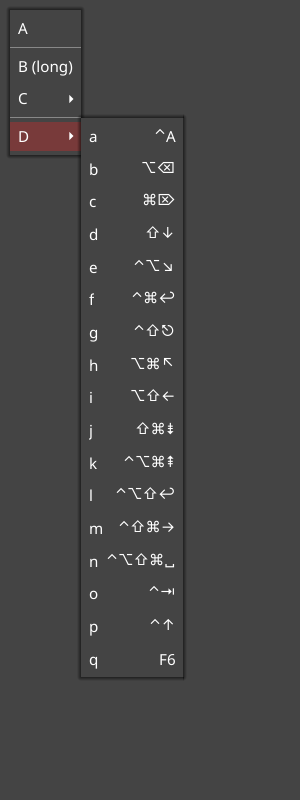 A
B (long)
C
D
a ^A
b ⌥⌫
c ⌘⌦
d ⇧↓
e ^⌥↘
f ^⌘↩
g ^⇧⎋
h ⌥⌘↖
i ⌥⇧←
j ⇧⌘⇟
k ^⌥⌘⇞
l ^⌥⇧↩
m ^⇧⌘→
n ^⌥⇧⌘␣
o ^⇥
p ^↑
q F6